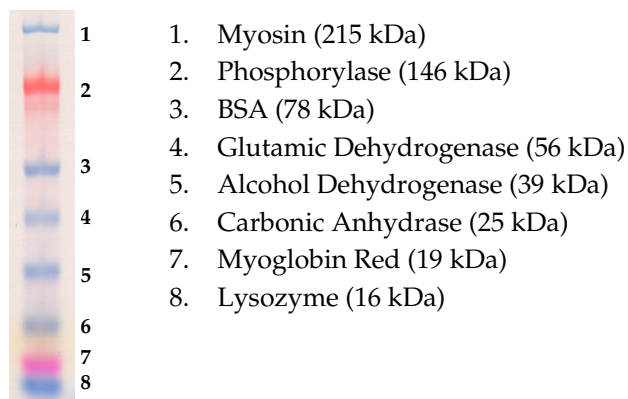 1
2
3
4
5
6
7
8
1. Myosin (215 kDa)
2. Phosphorylase (146 kDa)
3. BSA (78 kDa)
4. Glutamic Dehydrogenase (56 kDa)
5. Alcohol Dehydrogenase (39 kDa)
6. Carbonic Anhydrase (25 kDa)
7. Myoglobin Red (19 kDa)
8. Lysozyme (16 kDa)